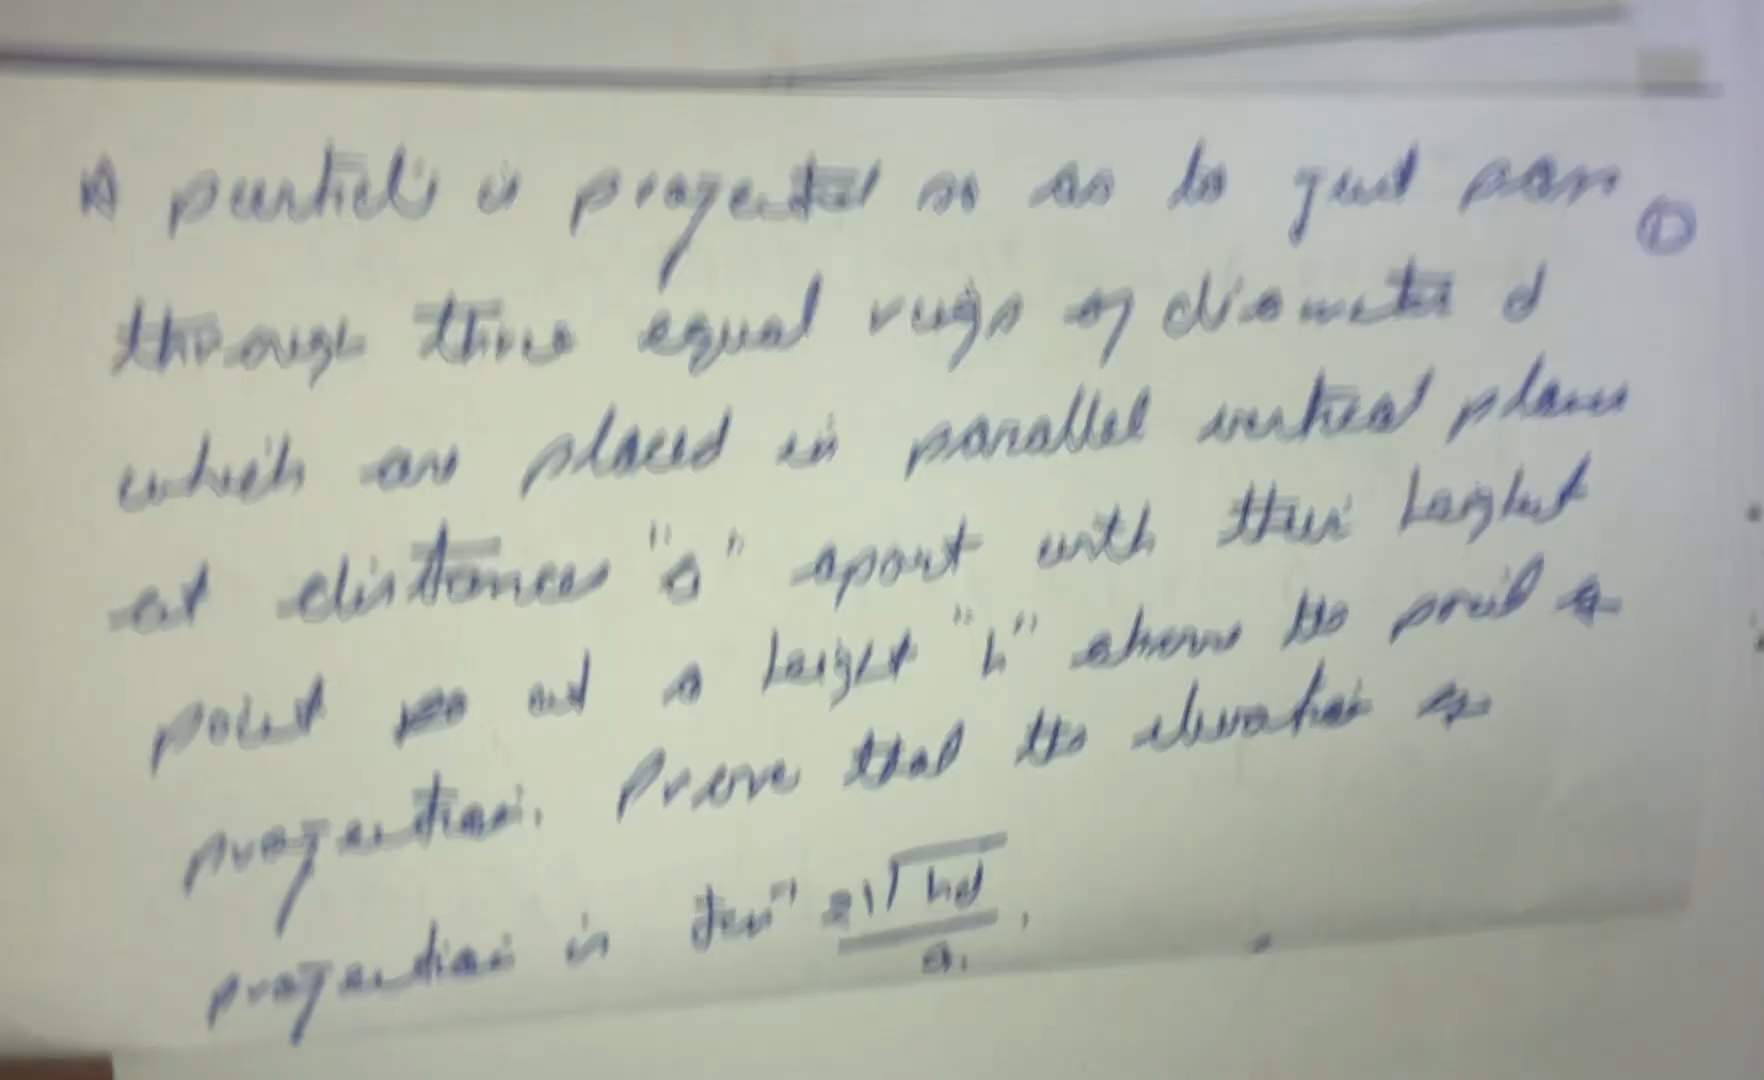 A particle is projected so as to just pass
①
through three equal rings of diameter d
which are placed in parallel vertical planes
at distances "a" apart with their highest
point at a height "h" above the point
projection. Prove that the elevation
projection is tan⁻¹ 2√hd / a.